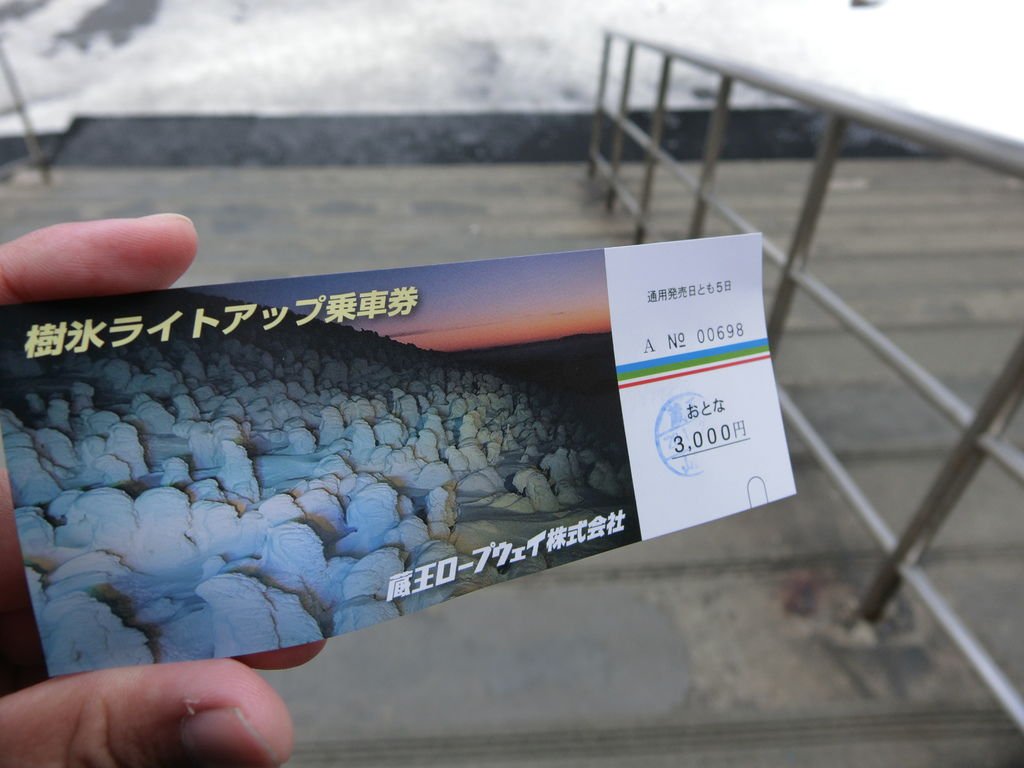 樹氷ライトアップ乗車券
蔵王ロープウェイ株式会社
通用発売日とも5日
A № 00698
おとな
3,000円